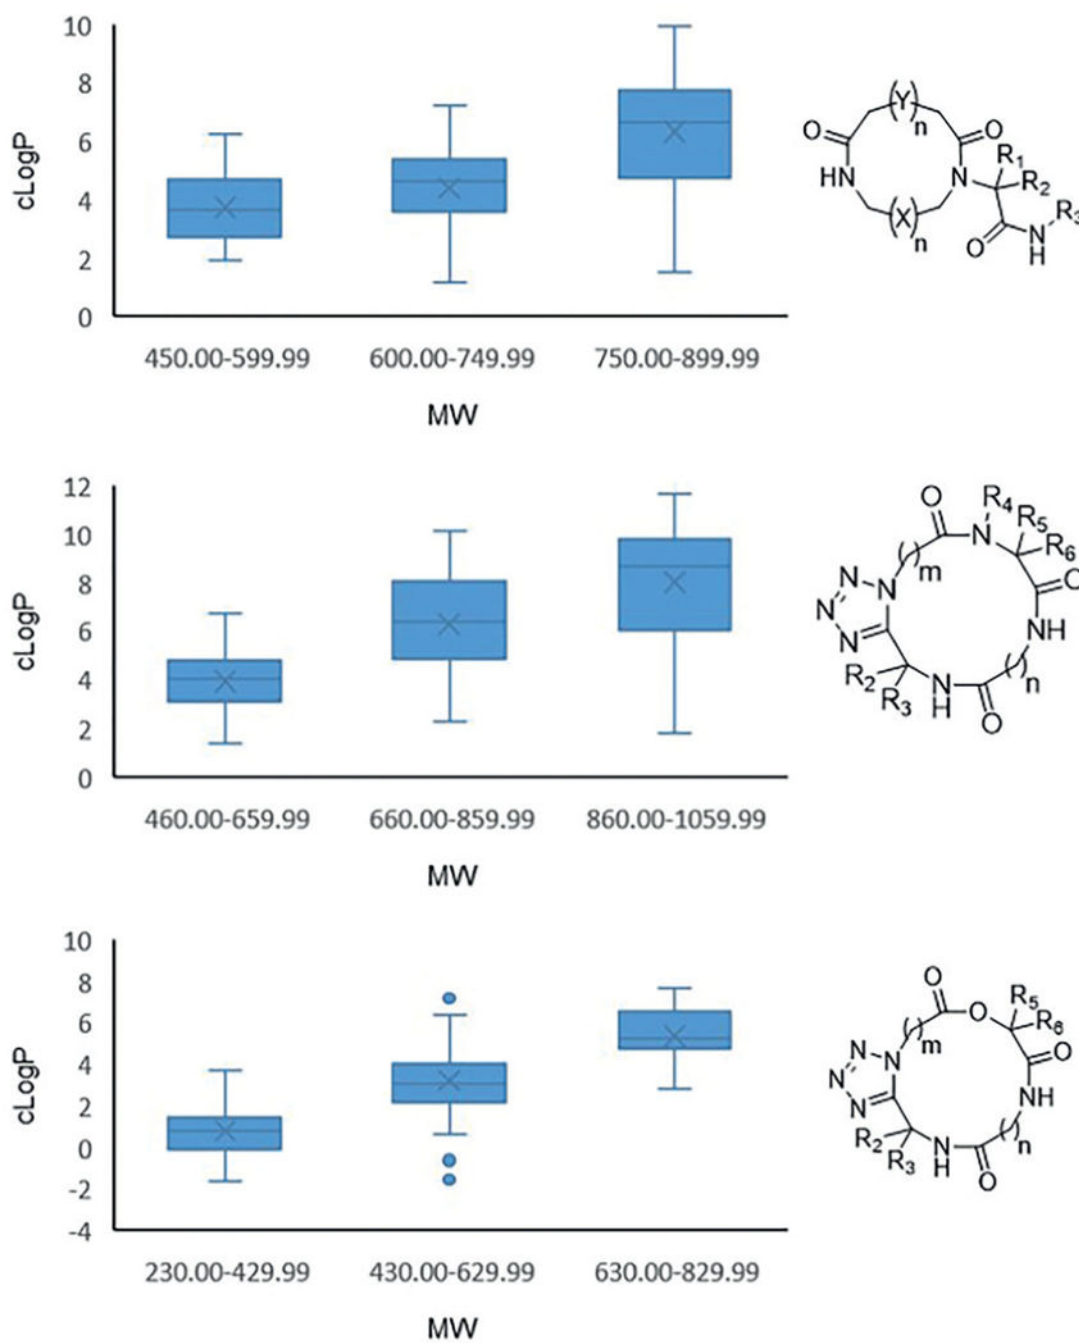 10
8
6
4
2
0
cLogP
450.00-599.99 600.00-749.99 750.00-899.99
MW
(Y)n
O
O
HN
N
R1
R2
(X)n
O
N
H
R3
12
10
8
6
4
2
0
cLogP
460.00-659.99 660.00-859.99 860.00-1059.99
MW
O
R4
N
R5
R6
( )m
O
N
N
N
N
NH
R2
R3
N
H
O
( )n
10
8
6
4
2
0
-2
-4
cLogP
230.00-429.99 430.00-629.99 630.00-829.99
MW
O
O
R5
R6
( )m
O
N
N
N
N
NH
R2
R3
N
H
O
( )n